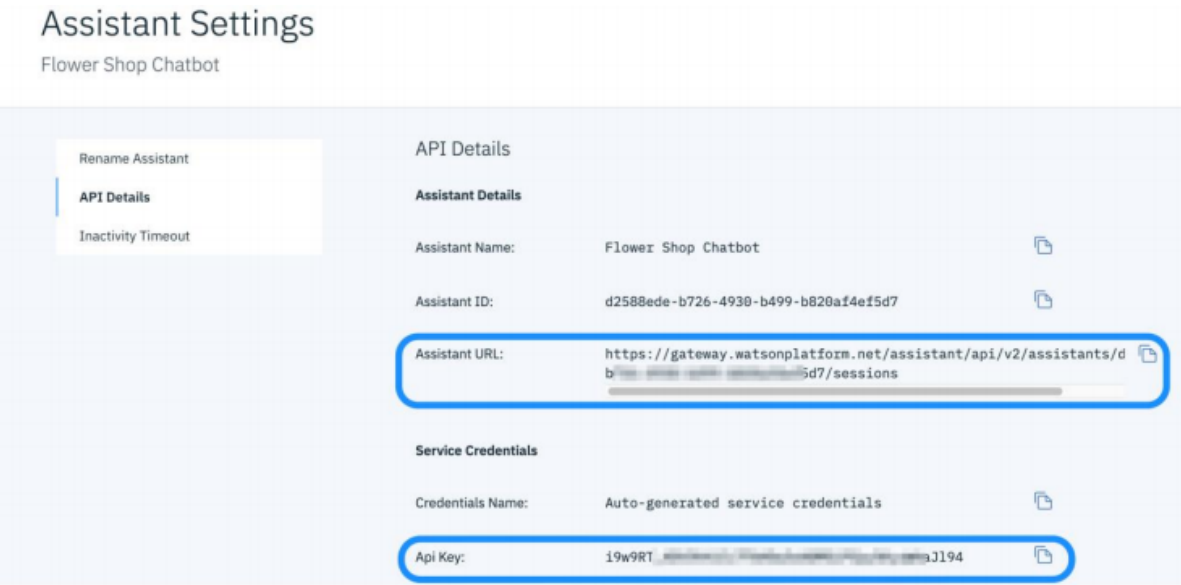 Assistant Settings
Flower Shop Chatbot
Rename Assistant
API Details
Inactivity Timeout
API Details
Assistant Details
Assistant Name: Flower Shop Chatbot
Assistant ID: d2588ede-b726-4930-b499-b820af4ef5d7
Assistant URL: https://gateway.watsonplatform.net/assistant/api/v2/assistants/d
b 5d7/sessions
Service Credentials
Credentials Name: Auto-generated service credentials
Api Key: i9w9RT aJl94